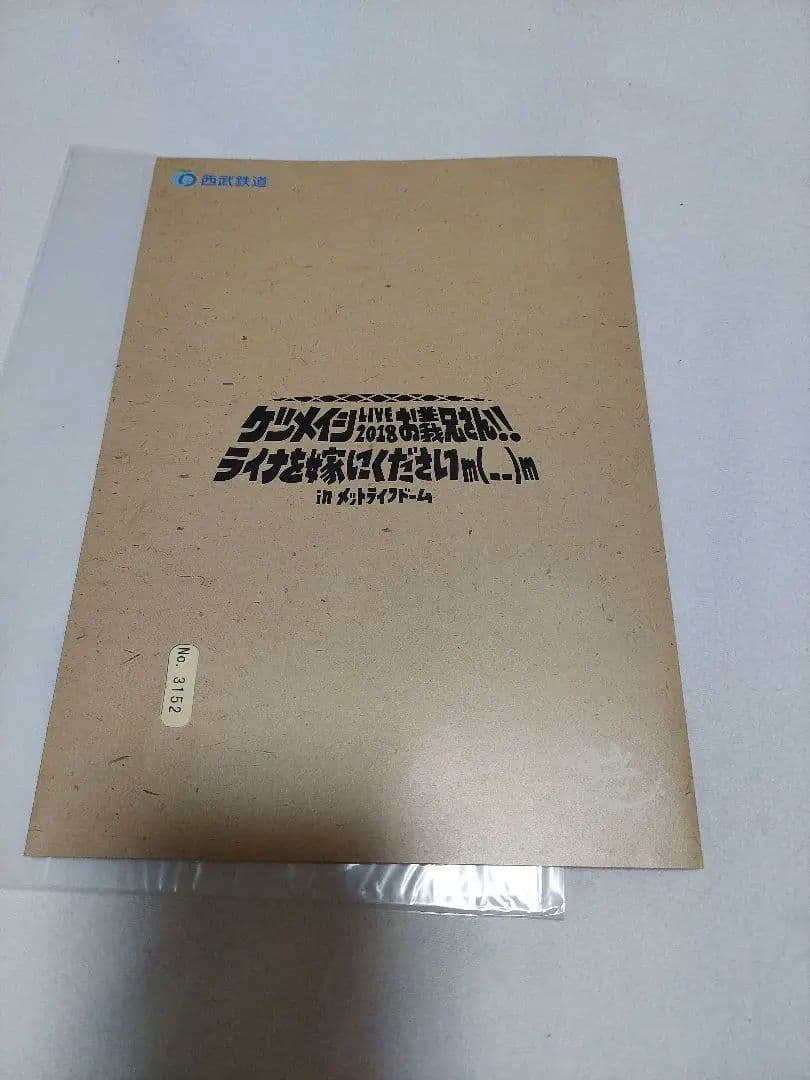 西武鉄道
ケツメイシ LIVE 2018 お義兄さん!!
ライナを嫁にくださいm(_ _)m
in メットライフドーム
No. 3152